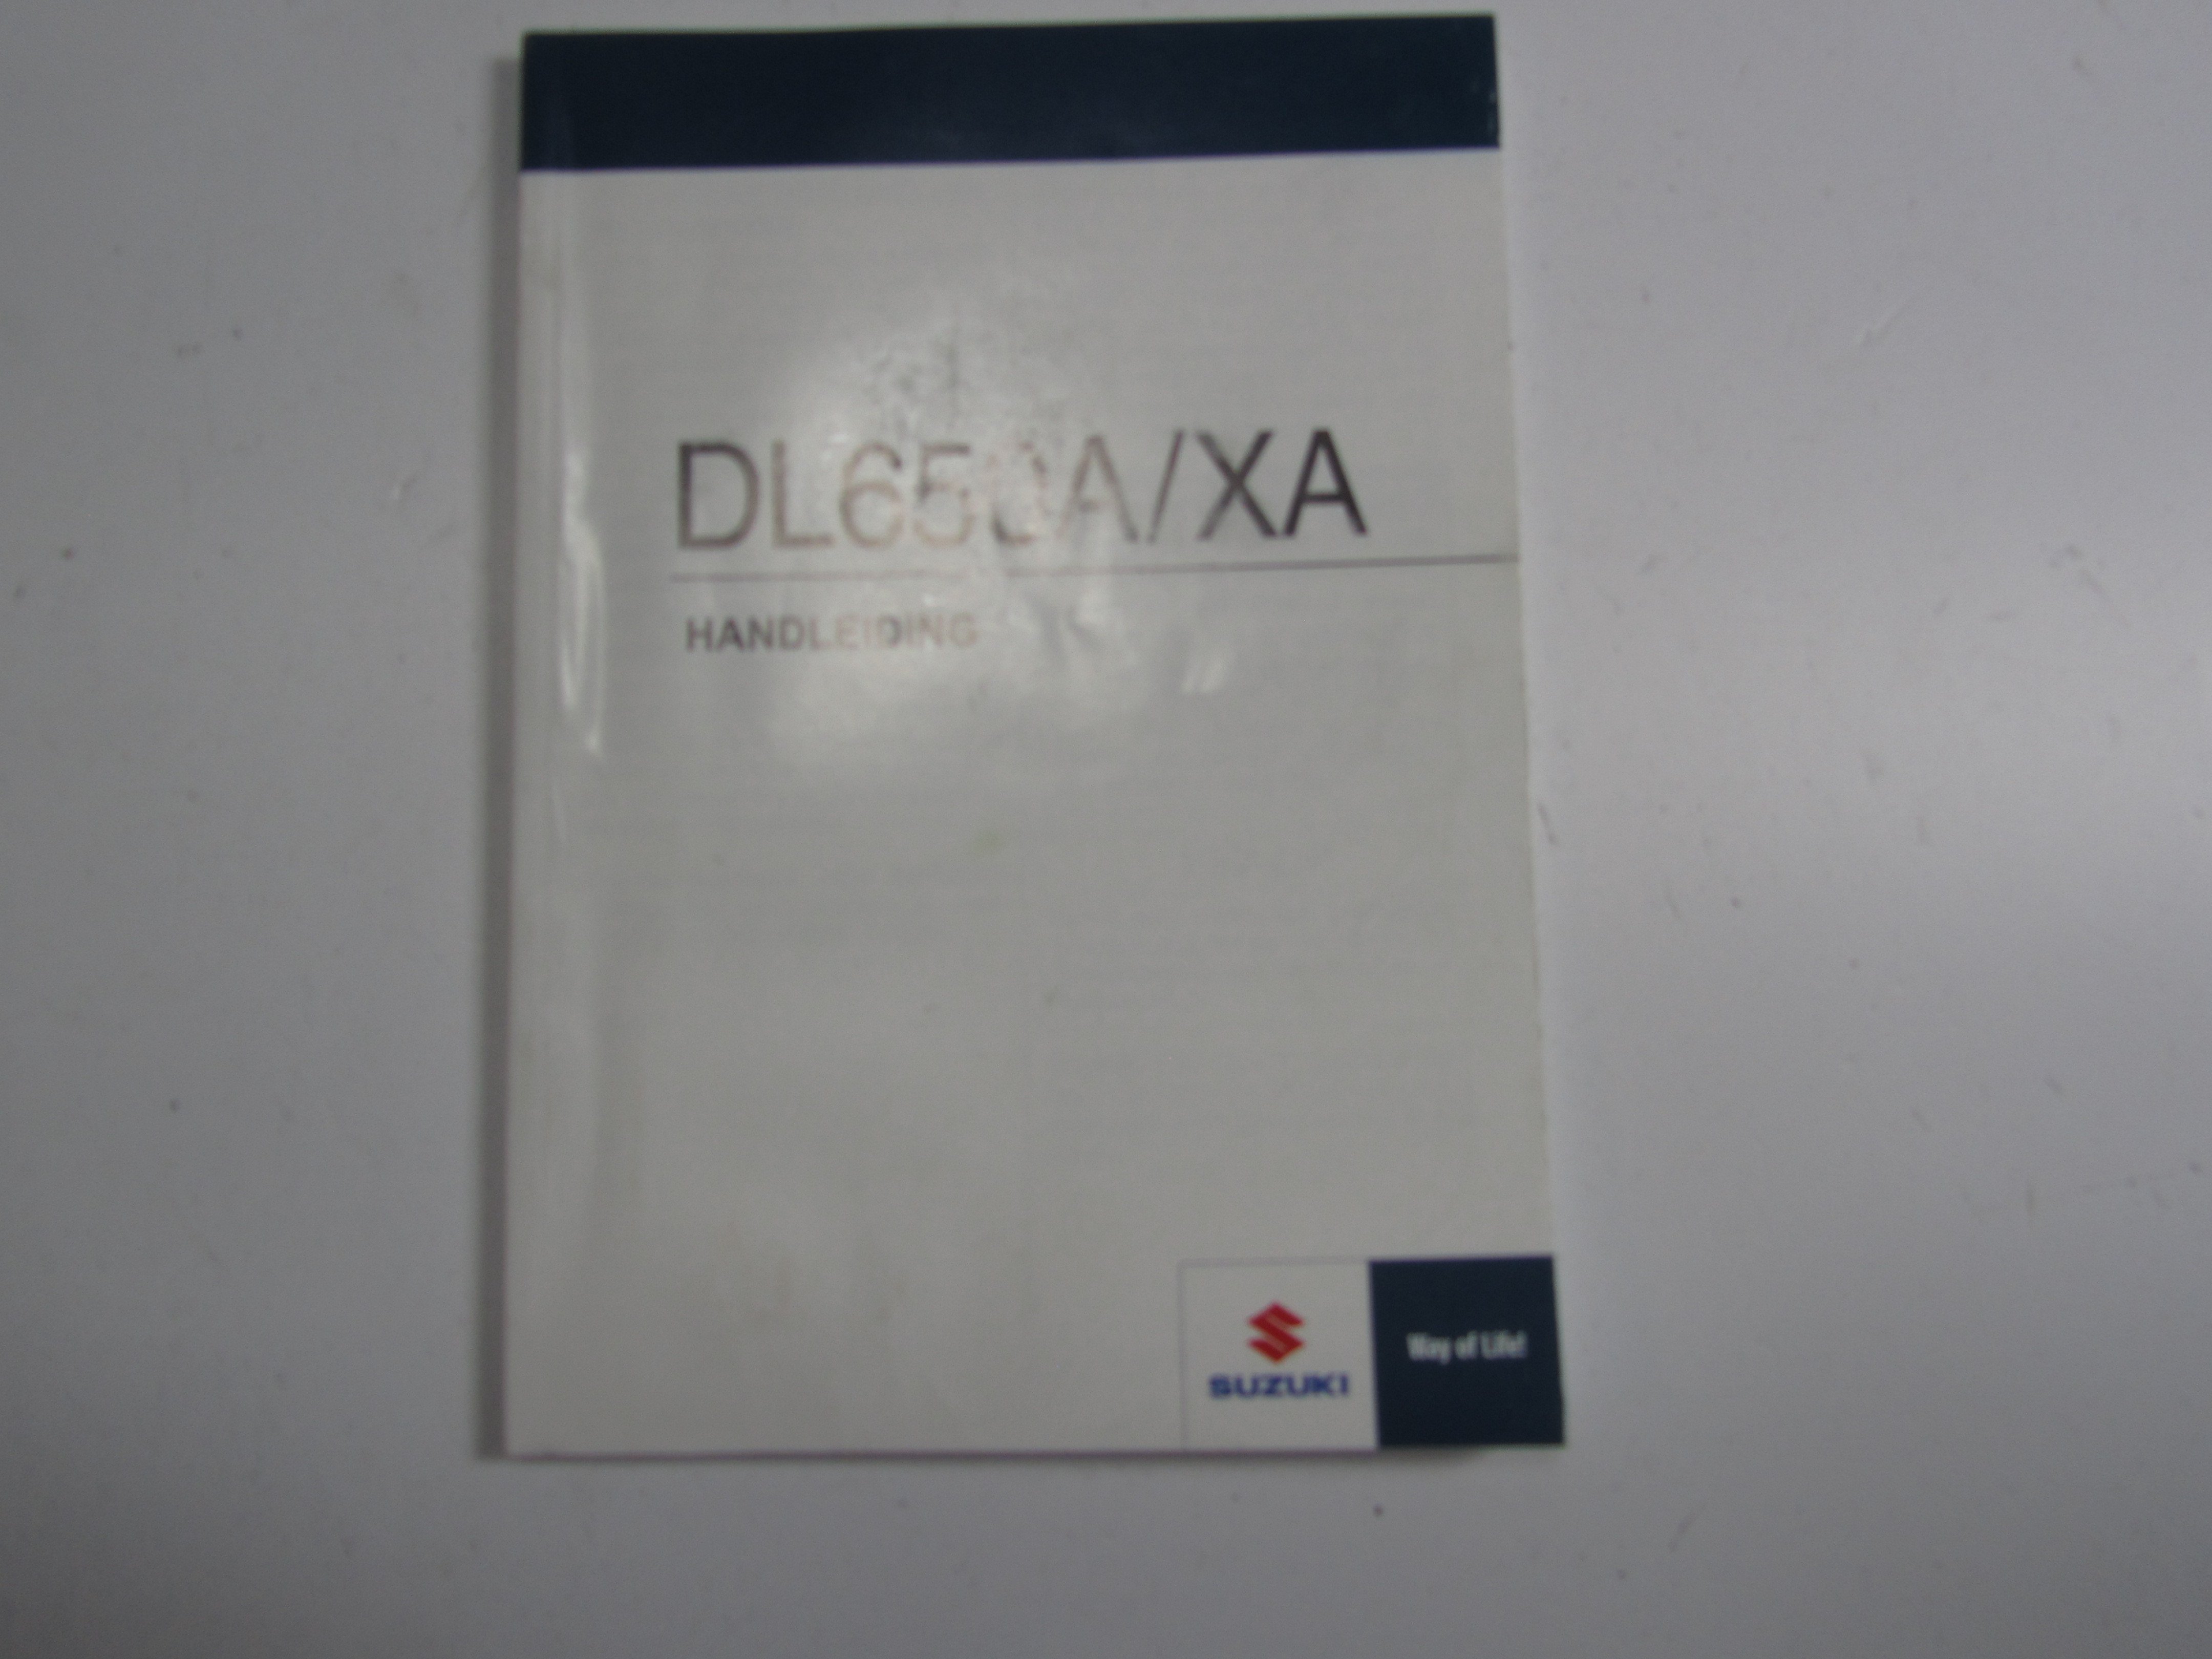 DL650A/XA
HANDLEIDING
SUZUKI
Way of Life!